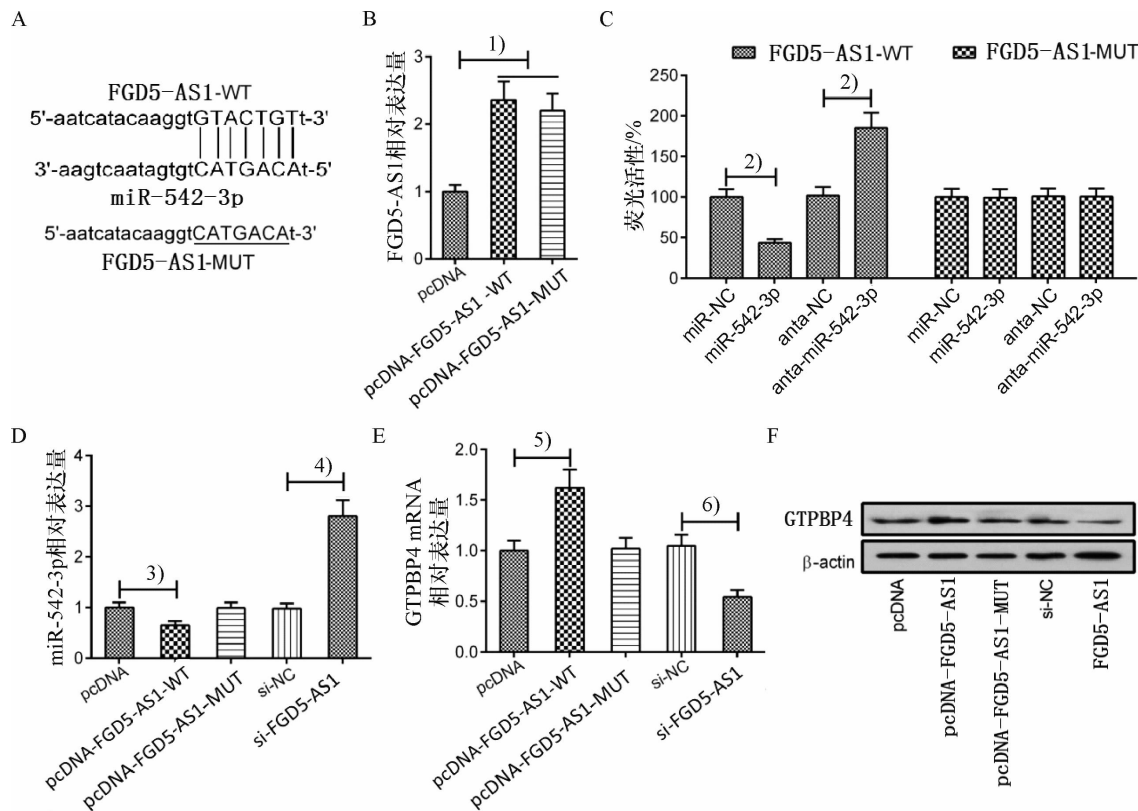 A
FGD5-AS1-WT
5'-aatcatacaaggtGTACTGTt-3'
3'-aagtcaatagtgtCATGACAt-5'
miR-542-3p
5'-aatcatacaaggtCATGACAt-3'
FGD5-AS1-MUT
B
FGD5-AS1相对表达量
3
2
1
0
1)
pcDNA
pcDNA-FGD5-AS1-WT
pcDNA-FGD5-AS1-MUT
C
FGD5-AS1-WT
FGD5-AS1-MUT
荧光活性/%
250
200
150
100
50
0
2)
2)
miR-NC
miR-542-3p
anta-NC
anta-miR-542-3p
miR-NC
miR-542-3p
anta-NC
anta-miR-542-3p
D
miR-542-3p相对表达量
4
3
2
1
0
3)
4)
pcDNA
pcDNA-FGD5-AS1-WT
pcDNA-FGD5-AS1-MUT
si-NC
si-FGD5-AS1
E
GTPBP4 mRNA
相对表达量
2.0
1.5
1.0
0.5
0.0
5)
6)
pcDNA
pcDNA-FGD5-AS1-WT
pcDNA-FGD5-AS1-MUT
si-NC
si-FGD5-AS1
F
GTPBP4
β-actin
pcDNA
pcDNA-FGD5-AS1
pcDNA-FGD5-AS1-MUT
si-NC
FGD5-AS1